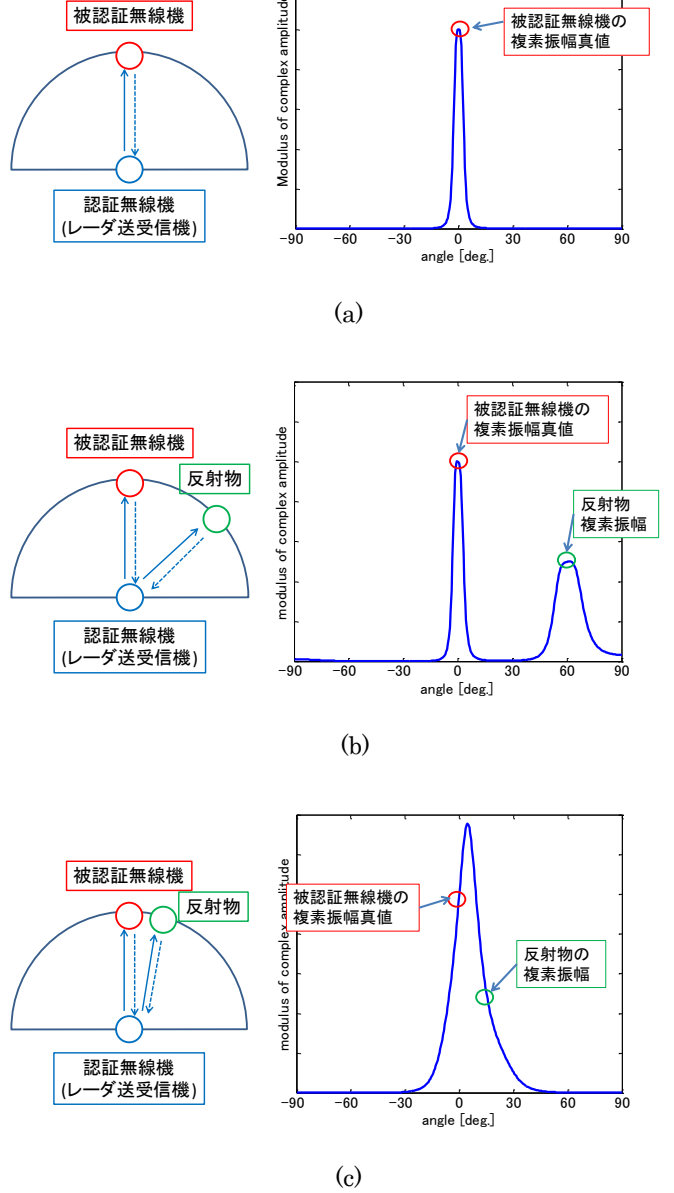 被認証無線機
認証無線機
(レーダ送受信機)
Modulus of complex amplitude
被認証無線機の
複素振幅真値
-90 -60 -30 0 30 60 90
angle [deg.]
(a)
被認証無線機
反射物
認証無線機
(レーダ送受信機)
modulus of complex amplitude
被認証無線機の
複素振幅真値
反射物
複素振幅
-90 -60 -30 0 30 60 90
angle [deg.]
(b)
被認証無線機
反射物
認証無線機
(レーダ送受信機)
modulus of complex amplitude
被認証無線機の
複素振幅真値
反射物の
複素振幅
-90 -60 -30 0 30 60 90
angle [deg.]
(c)